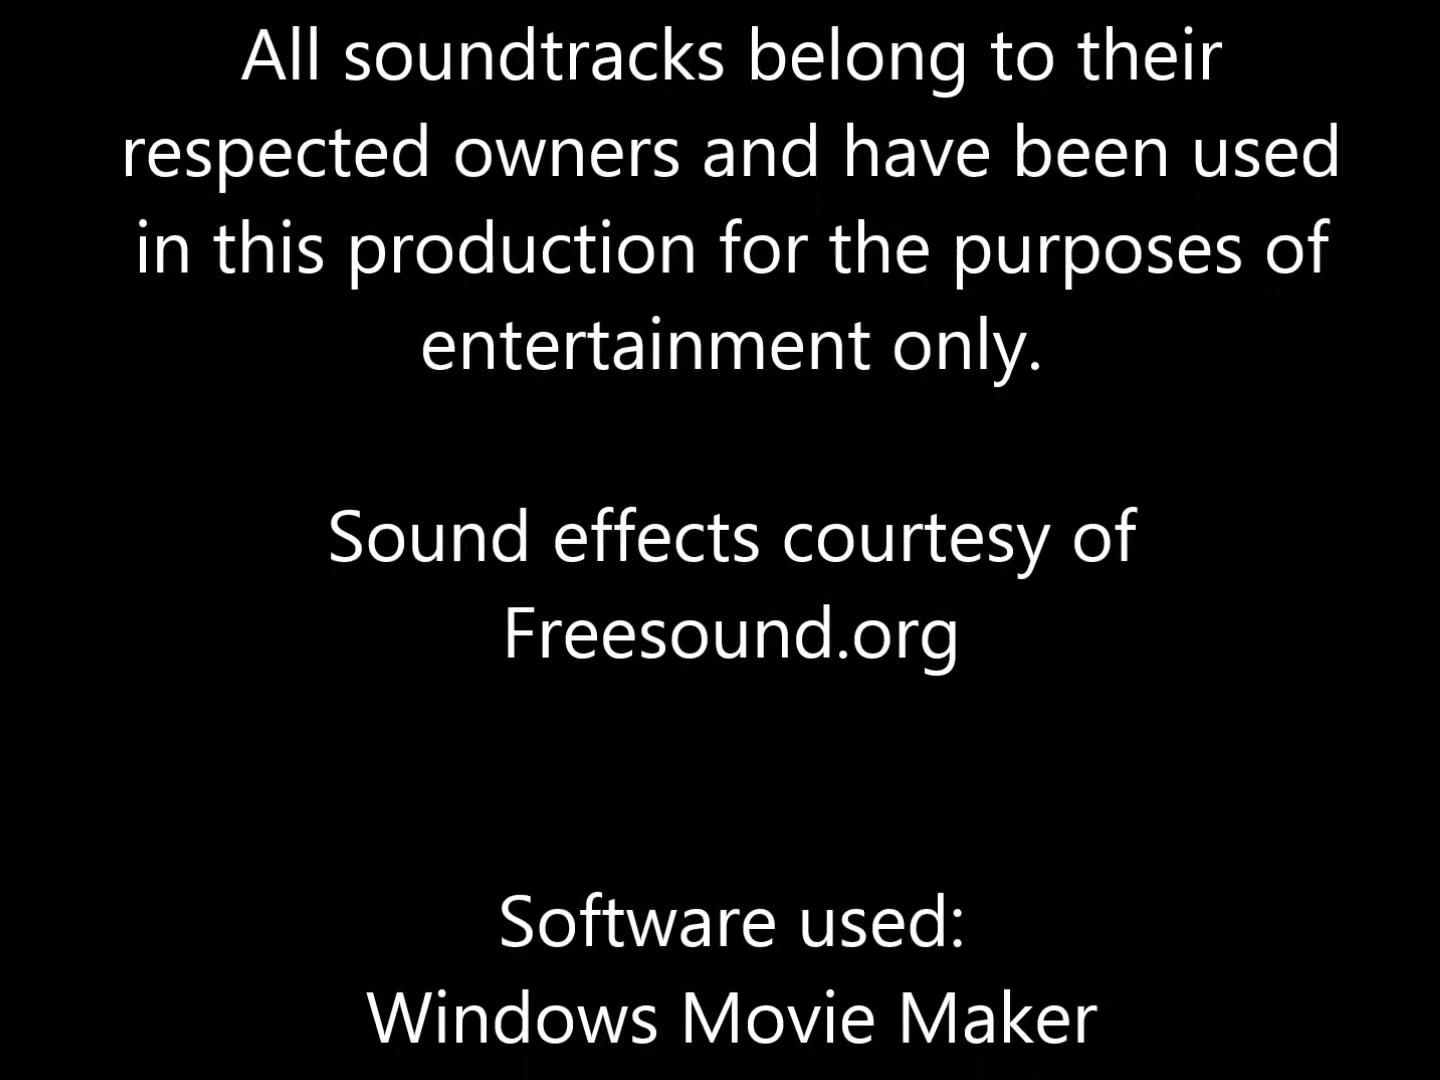 All soundtracks belong to their
respected owners and have been used
in this production for the purposes of
entertainment only.
Sound effects courtesy of
Freesound.org
Software used:
Windows Movie Maker